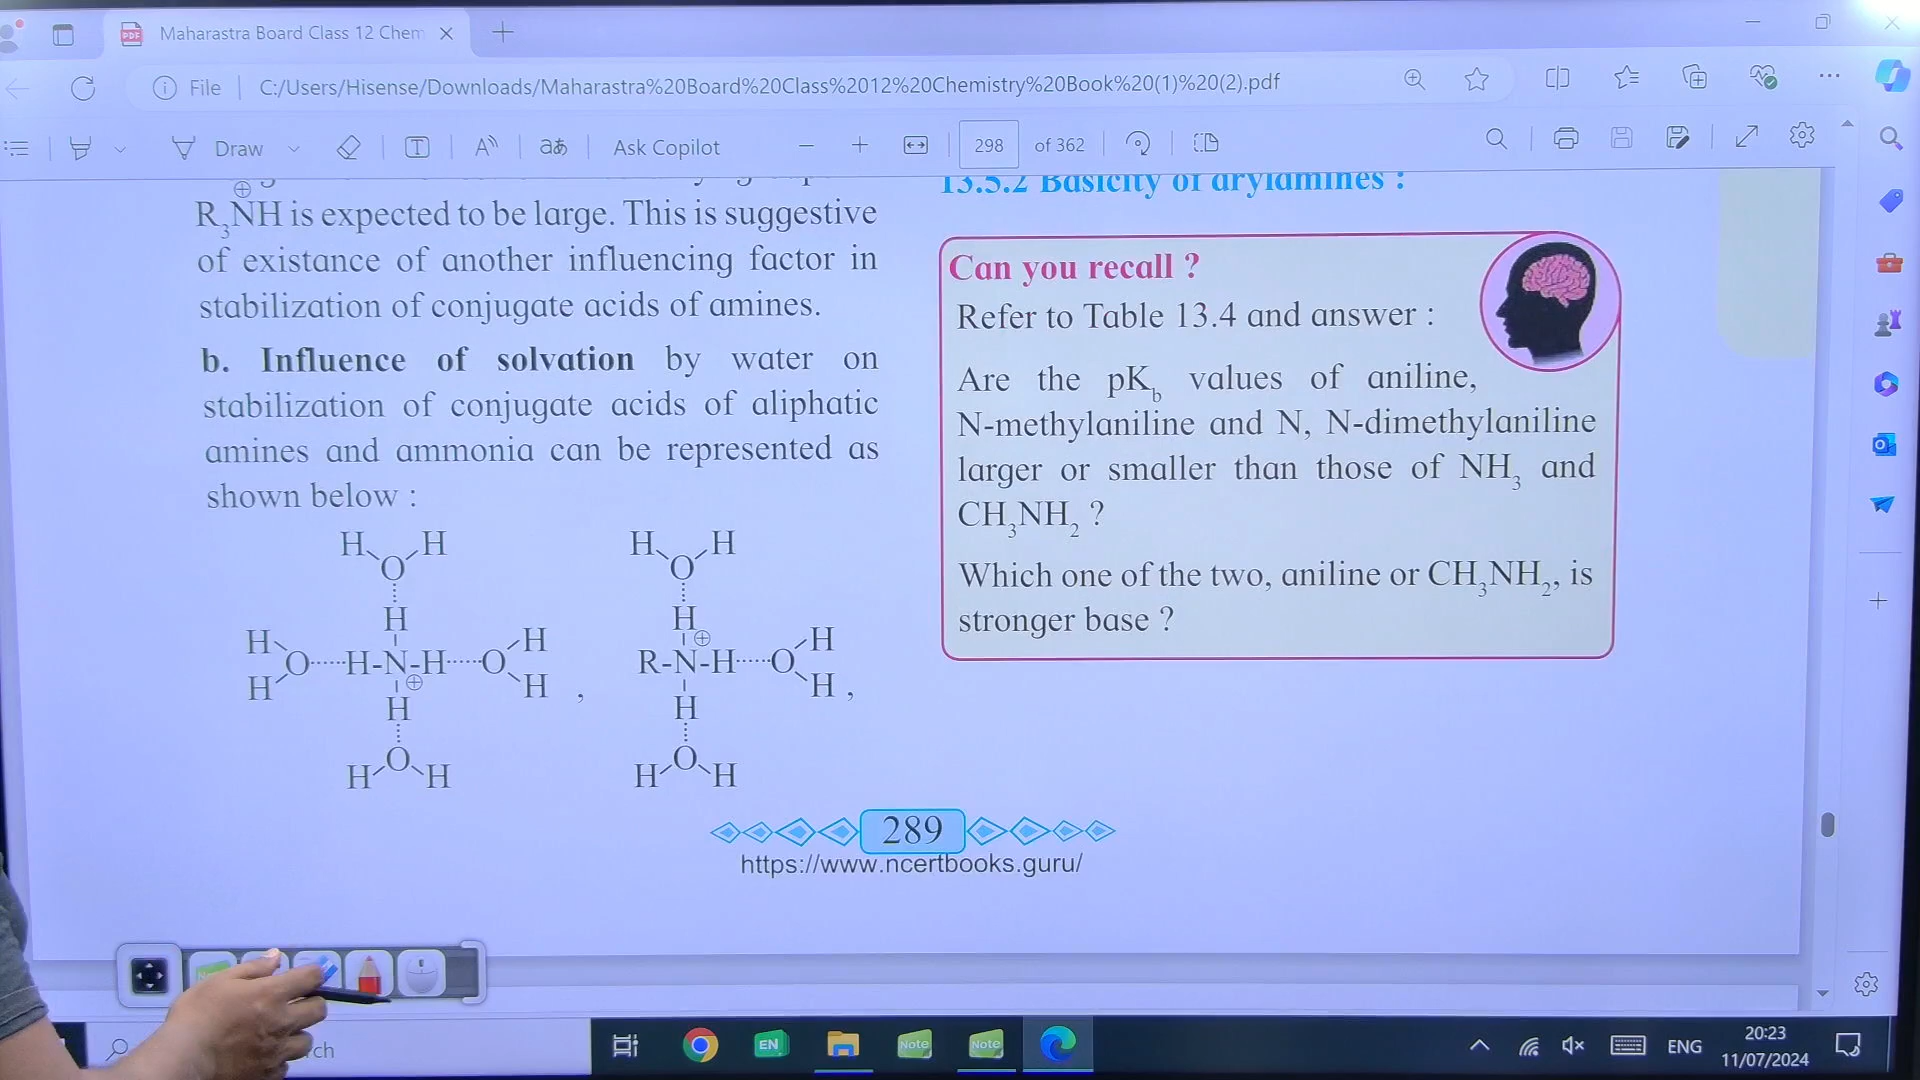 Maharastra Board Class 12 Chem
File
C:/Users/Hisense/Downloads/Maharastra%20Board%20Class%2012%20Chemistry%20Book%20(1)%20(2).pdf
Draw
Ask Copilot
298
of 362
R₃N⊕H is expected to be large. This is suggestive
of existance of another influencing factor in
stabilization of conjugate acids of amines.
b. Influence of solvation by water on
stabilization of conjugate acids of aliphatic
amines and ammonia can be represented as
shown below :
H O H H O H
H H
H O H-N-H O H R-N-H O H
H ⊕ H , ⊕ H ,
H H
H O H H O H
13.5.2 Basicity of arylamines :
Can you recall ?
Refer to Table 13.4 and answer :
Are the pK_b values of aniline,
N-methylaniline and N, N-dimethylaniline
larger or smaller than those of NH₃ and
CH₃NH₂ ?
Which one of the two, aniline or CH₃NH₂, is
stronger base ?
289
https://www.ncertbooks.guru/
rch
EN
Note
Note
ENG
20:23
11/07/2024